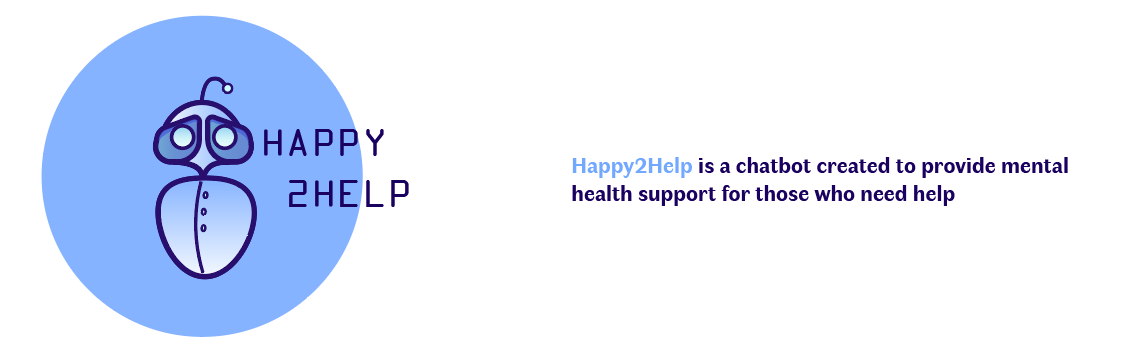 HAPPY
2HELP
Happy2Help is a chatbot created to provide mental
health support for those who need help